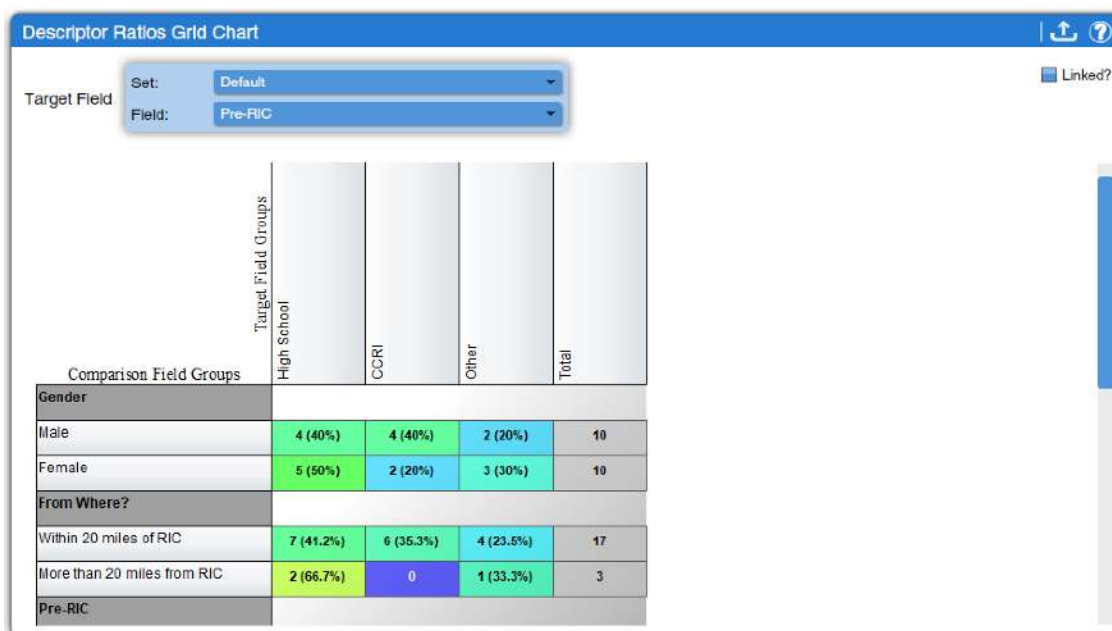 Descriptor Ratios Grid Chart
?
Linked?
Target Field
Set: Default
Field: Pre-RIC
Target Field Groups
Comparison Field Groups
High School
CCRI
Other
Total
Gender
Male 4 (40%) 4 (40%) 2 (20%) 10
Female 5 (50%) 2 (20%) 3 (30%) 10
From Where?
Within 20 miles of RIC 7 (41.2%) 6 (35.3%) 4 (23.5%) 17
More than 20 miles from RIC 2 (66.7%) 0 1 (33.3%) 3
Pre-RIC